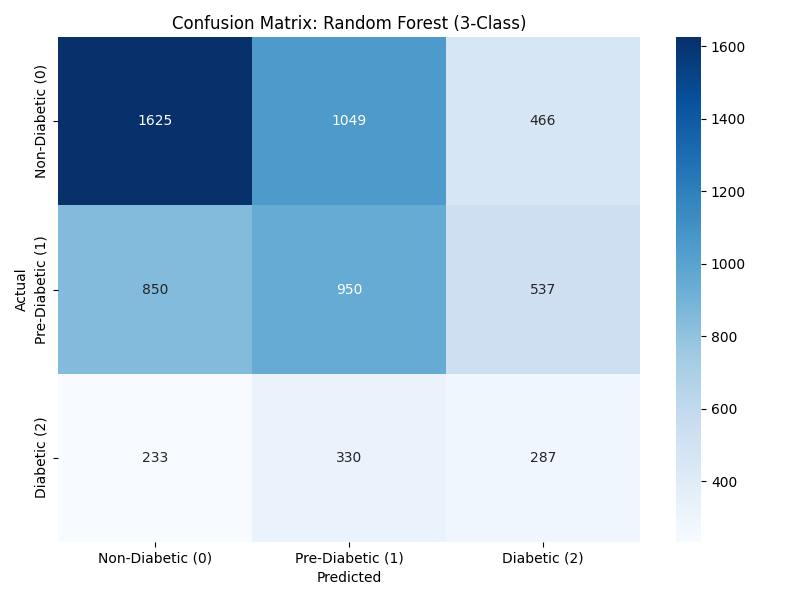 Confusion Matrix: Random Forest (3-Class)
Actual
Non-Diabetic (0)
1625 1049 466
Pre-Diabetic (1)
850 950 537
Diabetic (2)
233 330 287
Non-Diabetic (0) Pre-Diabetic (1) Diabetic (2)
Predicted
1600
1400
1200
1000
800
600
400